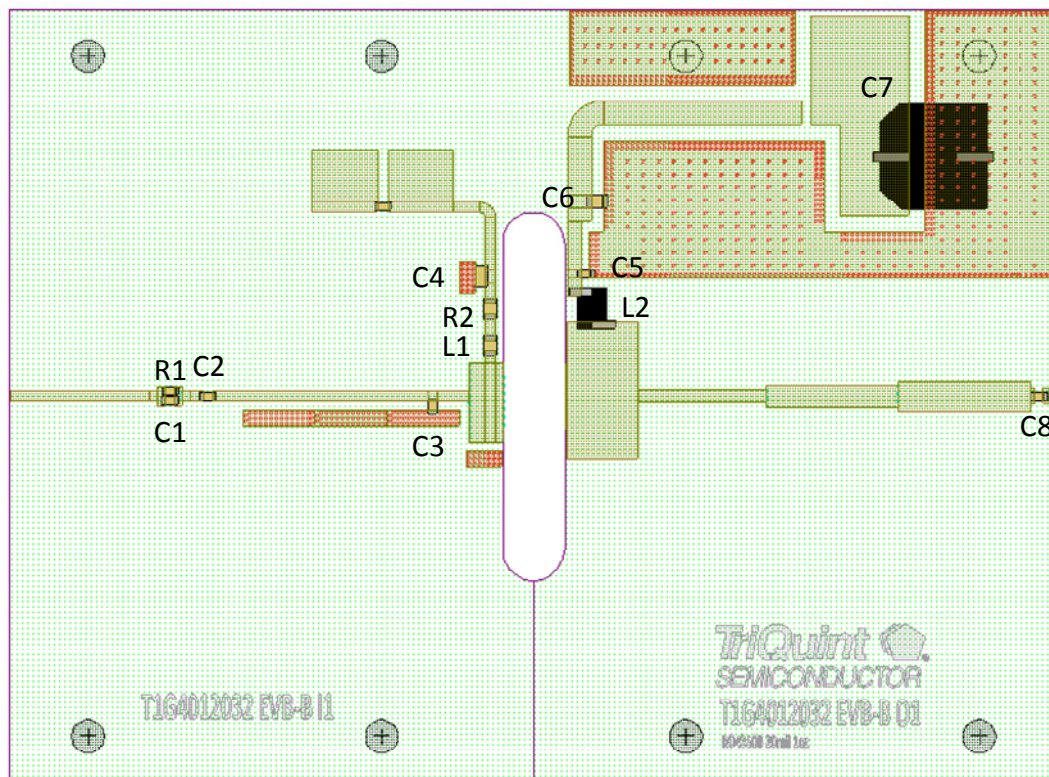 C7
C6
C4
C5
R2
L2
L1
R1 C2
C1
C3
C8
TriQuint
SEMICONDUCTOR
T1G4012032 EVB-B I1
T1G4012032 EVB-B O1